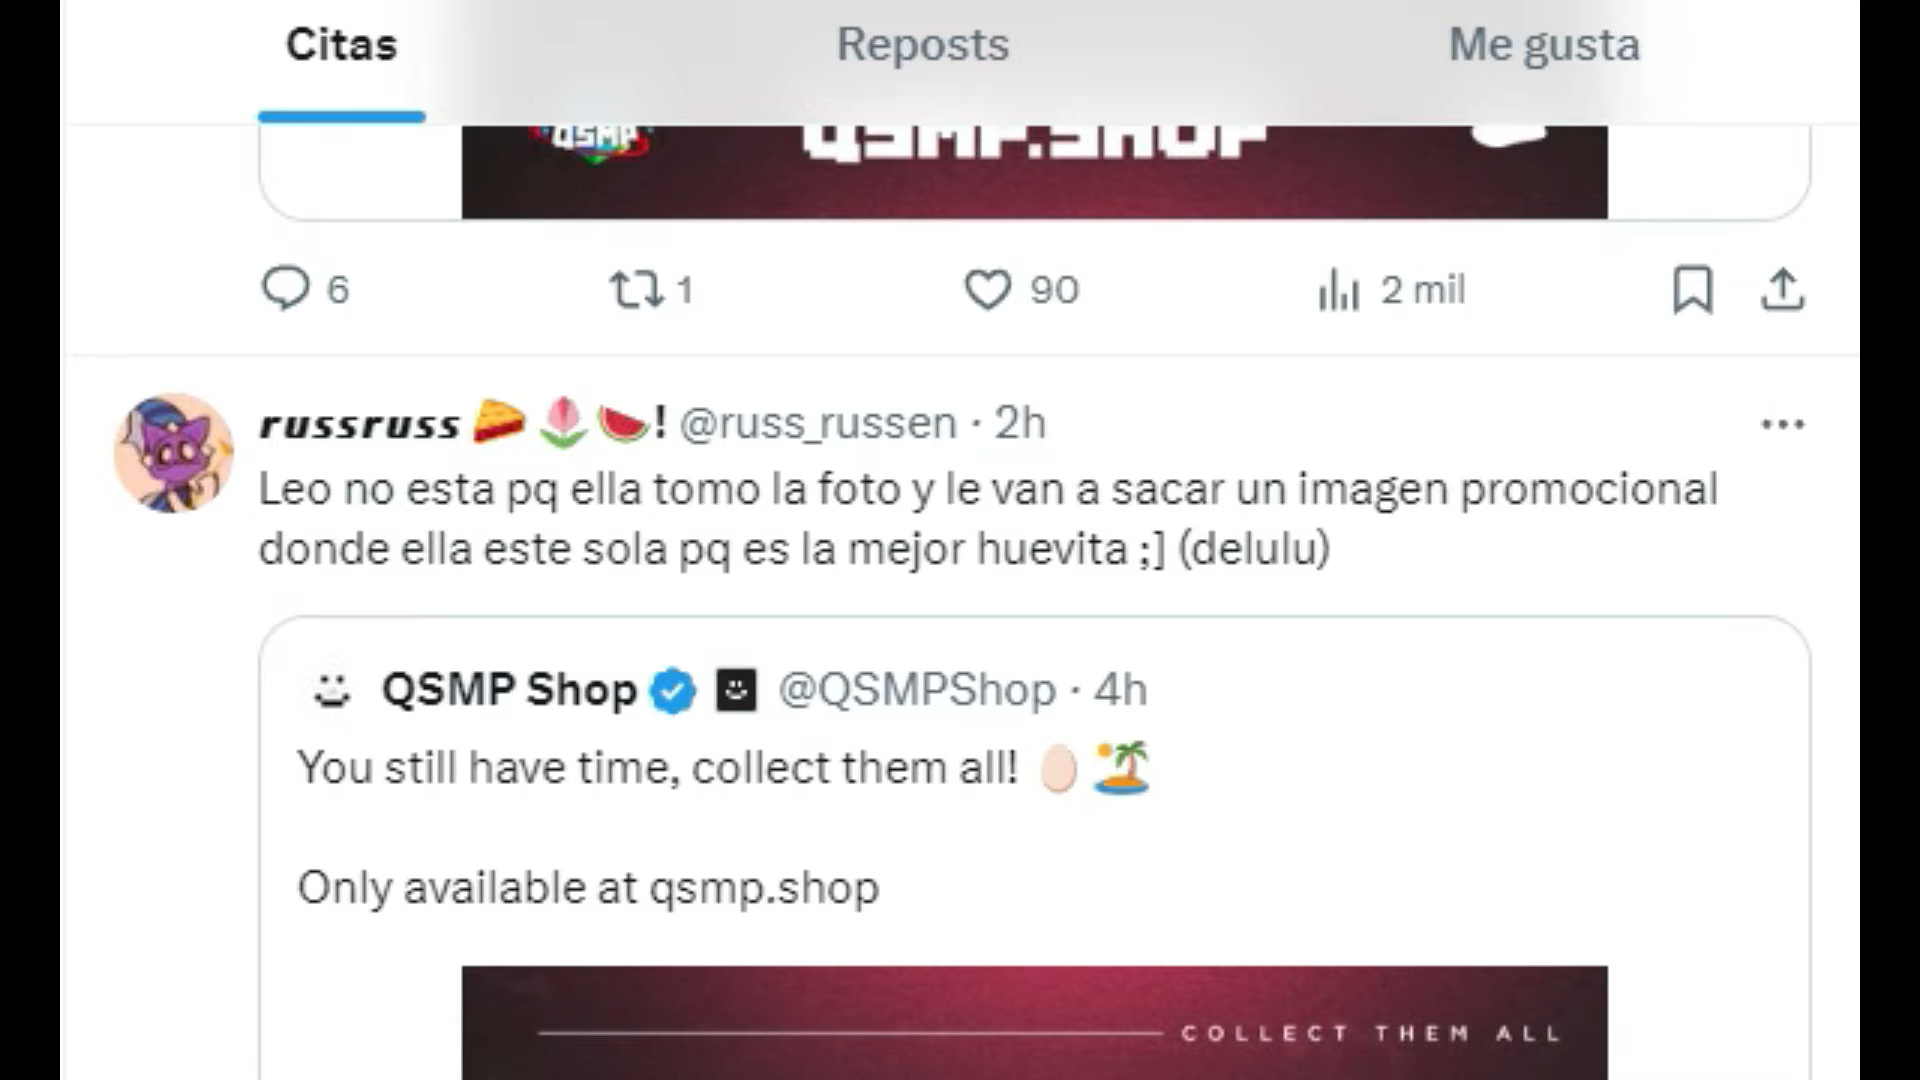 Citas Reposts Me gusta
QSMP QSMP.SHOP
6 1 90 2 mil
russruss 🥧🌷🍉! @russ_russen · 2h
Leo no esta pq ella tomo la foto y le van a sacar un imagen promocional
donde ella este sola pq es la mejor huevita ;] (delulu)
QSMP Shop @QSMPShop · 4h
You still have time, collect them all! 🥚🏝️
Only available at qsmp.shop
COLLECT THEM ALL